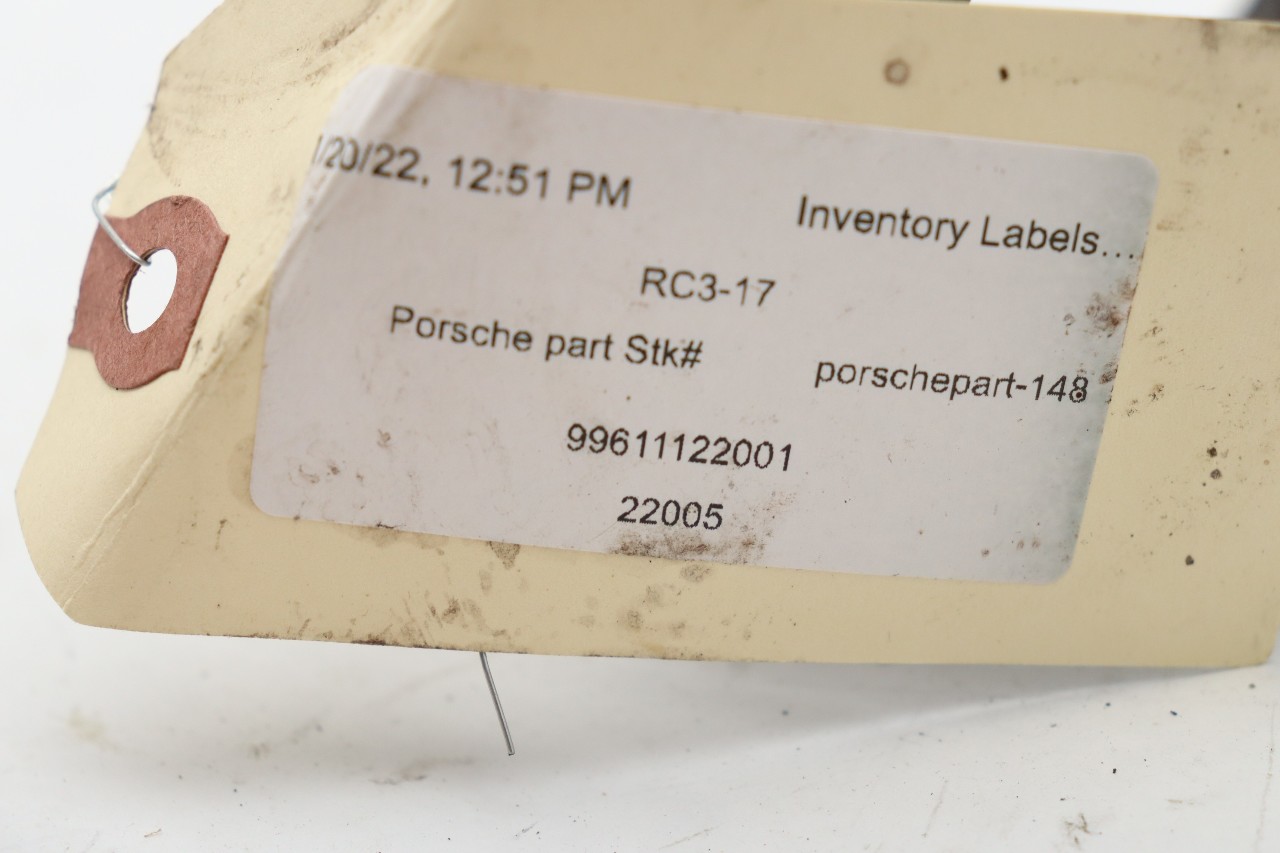 /20/22, 12:51 PM
Inventory Labels...
RC3-17
Porsche part Stk#
porschepart-148
99611122001
22005